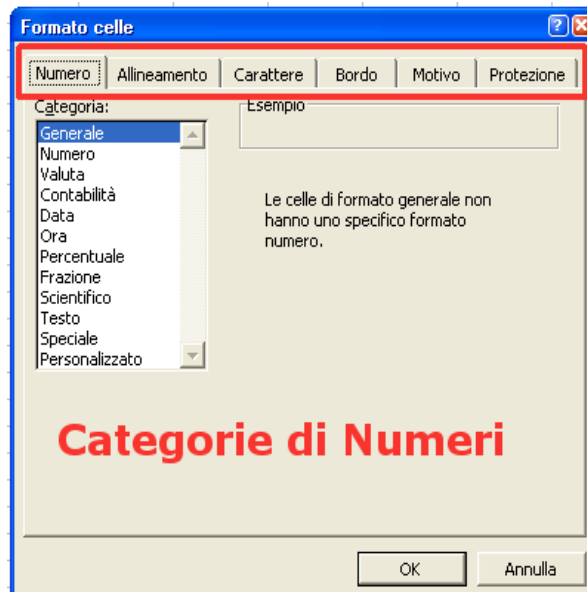 Formato celle
Numero Allineamento Carattere Bordo Motivo Protezione
Categoria:
Generale
Numero
Valuta
Contabilità
Data
Ora
Percentuale
Frazione
Scientifico
Testo
Speciale
Personalizzato
Esempio
Le celle di formato generale non
hanno uno specifico formato
numero.
Categorie di Numeri
OK Annulla